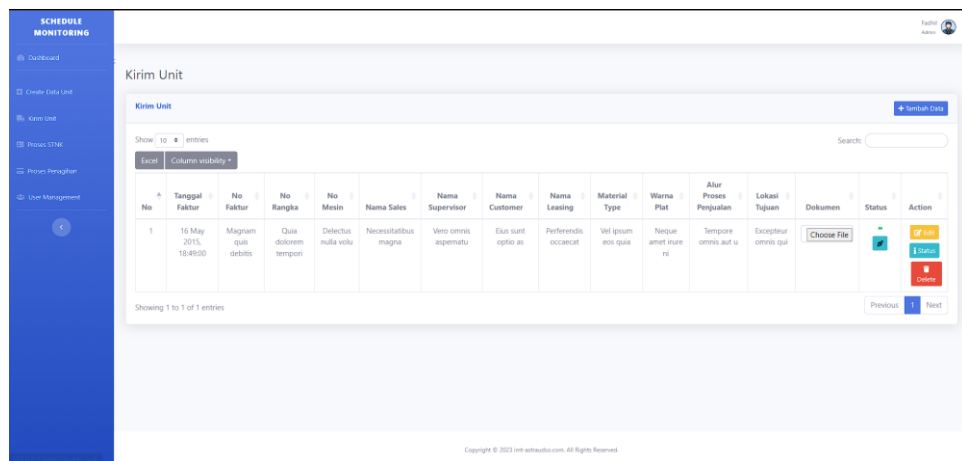 SCHEDULE
MONITORING
Fadhil
Admin
Dashboard
Create Data Unit
Kirim Unit
Proses STNK
Proses Penagihan
User Management
Kirim Unit
Kirim Unit
+ Tambah Data
Show 10 entries
Search:
Excel Column visibility
No Tanggal Faktur No Faktur No Rangka No Mesin Nama Sales Nama Supervisor Nama Customer Nama Leasing Material Type Warna Plat Alur Proses Penjualan Lokasi Tujuan Dokumen Status Action
1 16 May 2015, 18:49:00 Magnam quis debitis Quia dolorem tempori Delectus nulla volu Necessitatibus magna Vero omnis aspernatu Eius sunt optio as Perferendis occaecat Vel ipsum eos quia Neque amet irure ni Tempore omnis aut u Excepteur omnis qui Choose File Edit
Status
Delete
Showing 1 to 1 of 1 entries
Previous 1 Next
Copyright © 2023 All Rights Reserved.